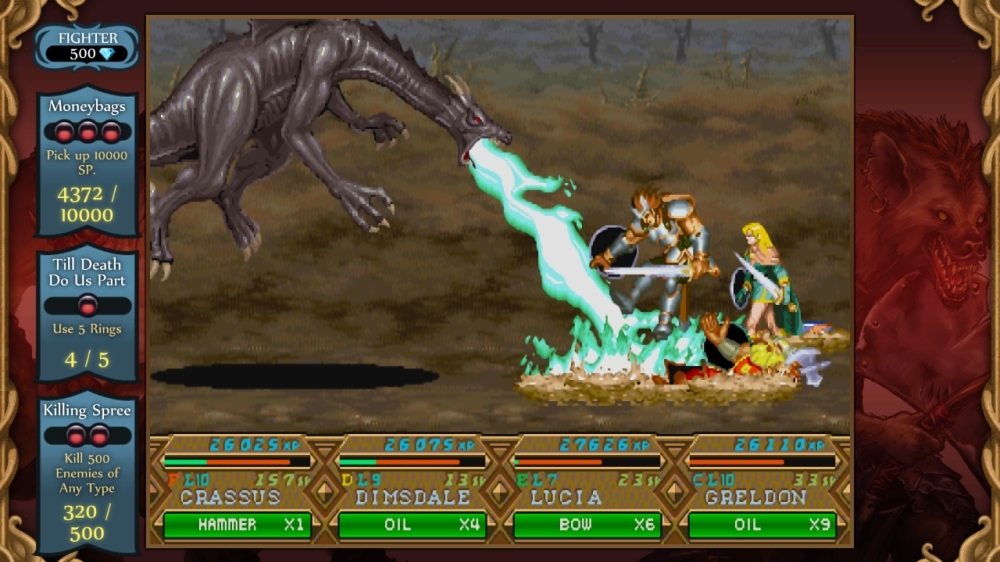 FIGHTER
500
Moneybags
Pick up 10000
SP.
4372 /
10000
Till Death
Do Us Part
Use 5 Rings
4 / 5
Killing Spree
Kill 500
Enemies of
Any Type
320 /
500
26025XP 26075XP 27626XP 26110XP
F L10 157SP D L9 13SP E L7 23SP C L10 33SP
CRASSUS DIMSDALE LUCIA GRELDON
HAMMER X1 OIL X4 BOW X6 OIL X9